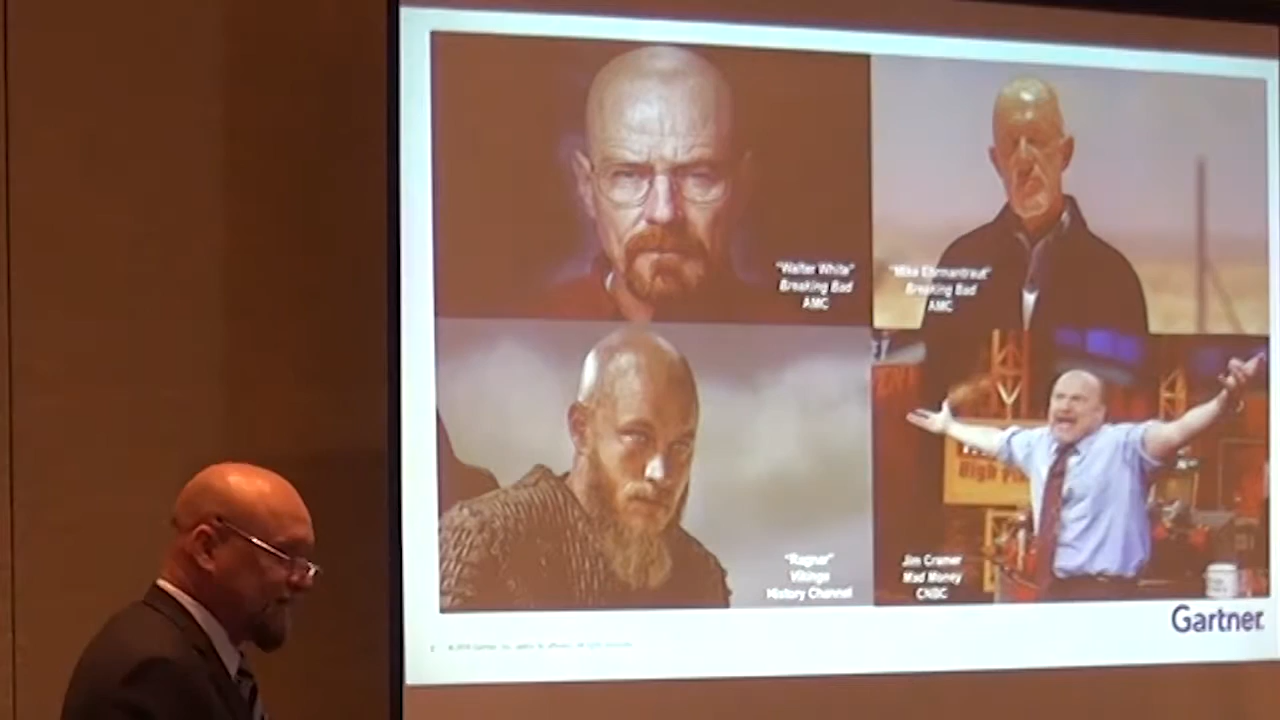 "Walter White"
Breaking Bad
AMC
"Mike Ehrmantraut"
Breaking Bad
AMC
"Ragnar"
Vikings
History Channel
Jim Cramer
Mad Money
CNBC
High
Gartner